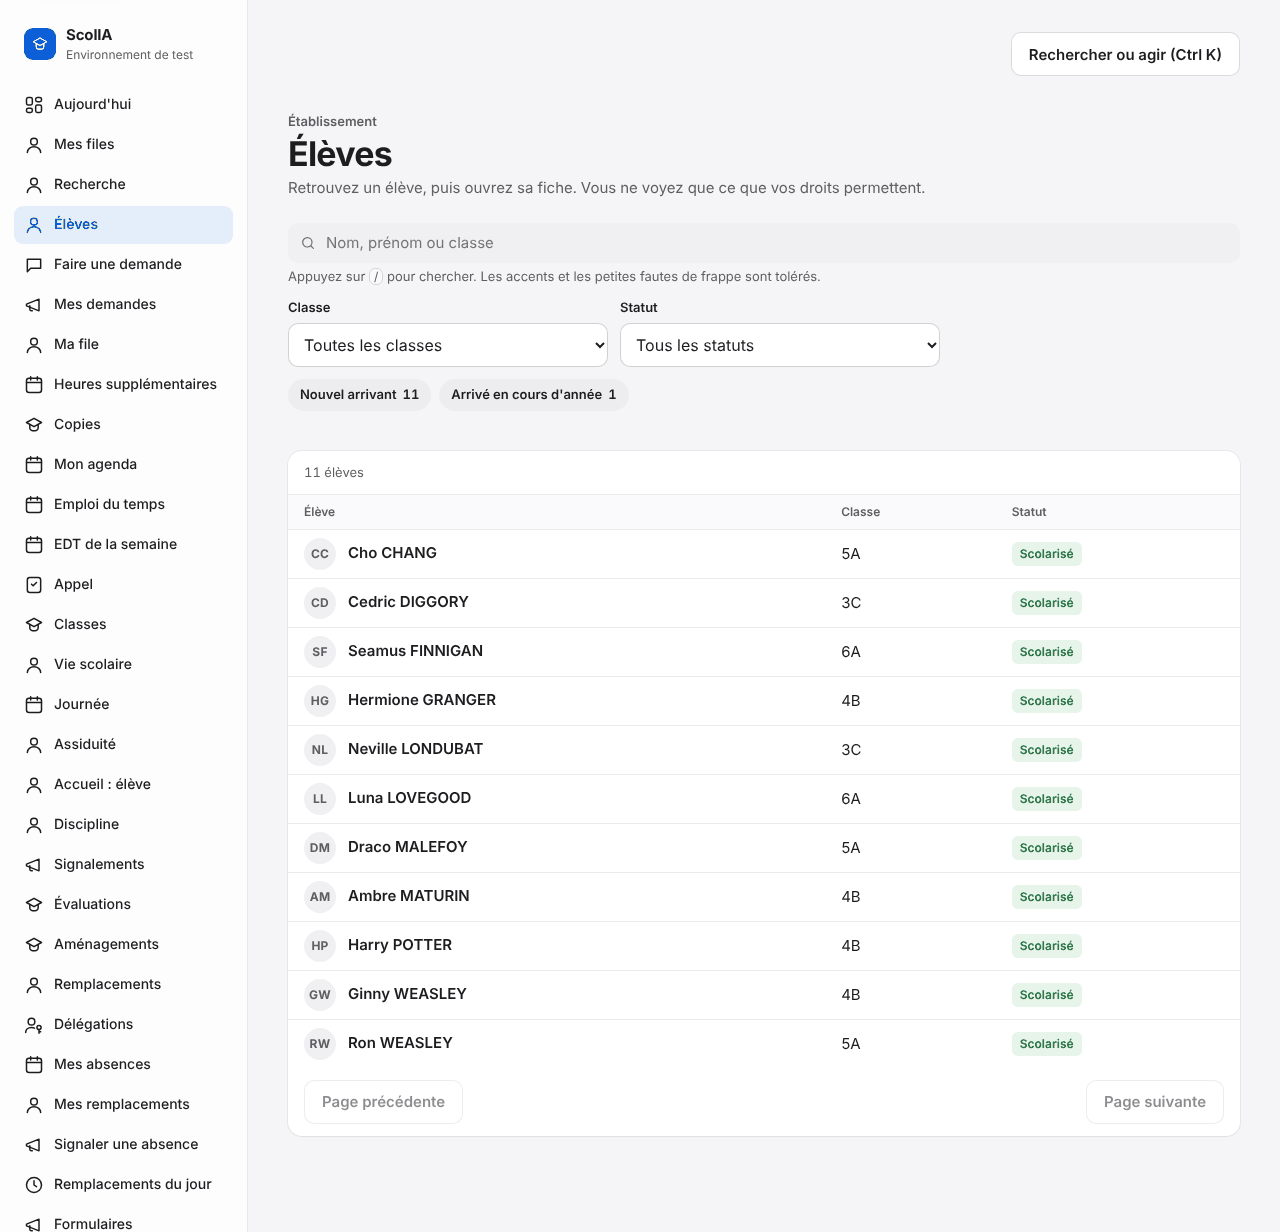 ScolIA
Environnement de test
Aujourd'hui
Mes files
Recherche
Élèves
Faire une demande
Mes demandes
Ma file
Heures supplémentaires
Copies
Mon agenda
Emploi du temps
EDT de la semaine
Appel
Classes
Vie scolaire
Journée
Assiduité
Accueil : élève
Discipline
Signalements
Évaluations
Aménagements
Remplacements
Délégations
Mes absences
Mes remplacements
Signaler une absence
Remplacements du jour
Formulaires
Rechercher ou agir (Ctrl K)
Établissement
Élèves
Retrouvez un élève, puis ouvrez sa fiche. Vous ne voyez que ce que vos droits permettent.
Nom, prénom ou classe
Appuyez sur / pour chercher. Les accents et les petites fautes de frappe sont tolérés.
Classe Statut
Toutes les classes Tous les statuts
Nouvel arrivant 11 Arrivé en cours d'année 1
11 élèves
Élève Classe Statut
CC Cho CHANG 5A Scolarisé
CD Cedric DIGGORY 3C Scolarisé
SF Seamus FINNIGAN 6A Scolarisé
HG Hermione GRANGER 4B Scolarisé
NL Neville LONDUBAT 3C Scolarisé
LL Luna LOVEGOOD 6A Scolarisé
DM Draco MALEFOY 5A Scolarisé
AM Ambre MATURIN 4B Scolarisé
HP Harry POTTER 4B Scolarisé
GW Ginny WEASLEY 4B Scolarisé
RW Ron WEASLEY 5A Scolarisé
Page précédente Page suivante